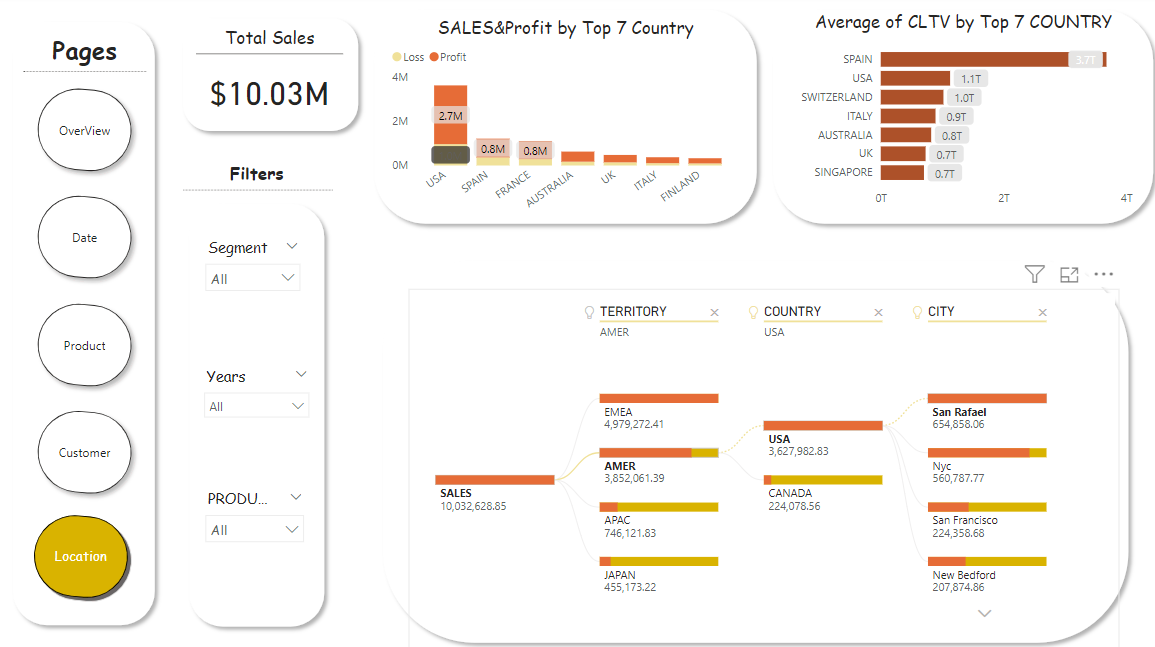 Pages
OverView
Date
Product
Customer
Location
Total Sales
$10.03M
Filters
Segment
All
Years
All
PRODU...
All
SALES&Profit by Top 7 Country
Loss Profit
4M
2M
0M
2.7M
0.8M
0.8M
USA
SPAIN
FRANCE
AUSTRALIA
UK
ITALY
FINLAND
Average of CLTV by Top 7 COUNTRY
SPAIN 3.7T
USA 1.1T
SWITZERLAND 1.0T
ITALY 0.9T
AUSTRALIA 0.8T
UK 0.7T
SINGAPORE 0.7T
0T 2T 4T
TERRITORY
AMER
COUNTRY
USA
CITY
SALES
10,032,628.85
EMEA
4,979,272.41
AMER
3,852,061.39
APAC
746,121.83
JAPAN
455,173.22
USA
3,627,982.83
CANADA
224,078.56
San Rafael
654,858.06
Nyc
560,787.77
San Francisco
224,358.68
New Bedford
207,874.86